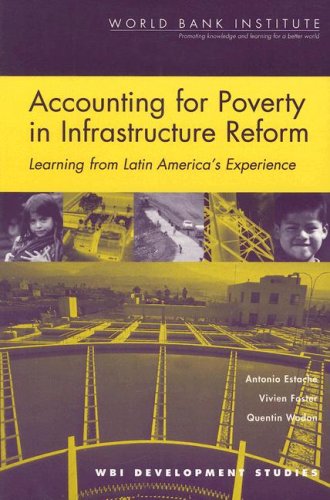 WORLD BANK INSTITUTE
Promoting knowledge and learning for a better world
Accounting for Poverty
in Infrastructure Reform
Learning from Latin America's Experience
Antonio Estache
Vivien Foster
Quentin Wodon
WBI DEVELOPMENT STUDIES